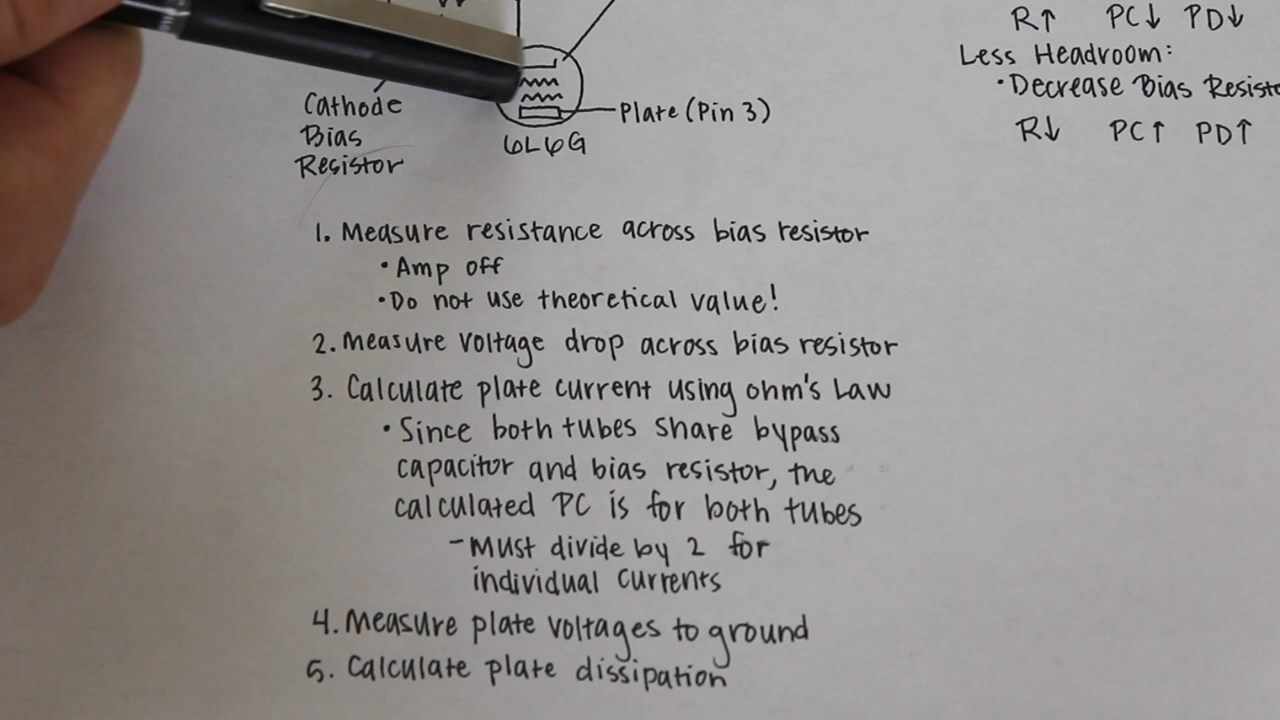 R↑ PC↓ PD↓
Less Headroom:
•Decrease Bias
R↓ PC↑ PD↑
Cathode
Bias
Resistor
Plate (Pin 3)
6L6G
1. Measure resistance across bias resistor
•Amp off
•Do not use theoretical value!
2. Measure voltage drop across bias resistor
3. Calculate plate current using ohm's Law
•Since both tubes share bypass
capacitor and bias resistor, the
calculated PC is for both tubes
-Must divide by 2 for
individual currents
4. Measure plate voltages to ground
5. Calculate plate dissipation